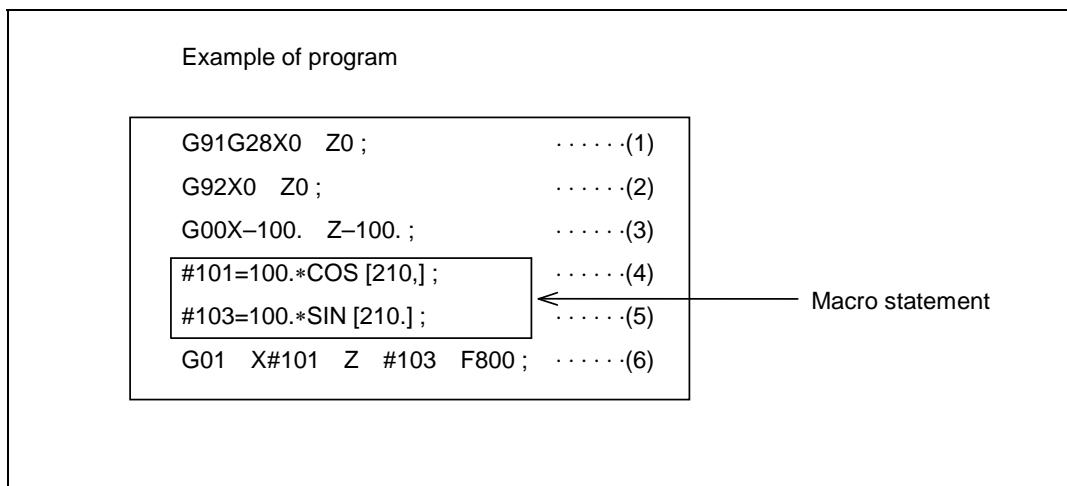 Example of program
G91G28X0 Z0 ; ······(1)
G92X0 Z0 ; ······(2)
G00X–100. Z–100. ; ······(3)
#101=100.∗COS [210,] ; ······(4)
#103=100.∗SIN [210.] ; ······(5)
Macro statement
G01 X#101 Z #103 F800 ; ······(6)